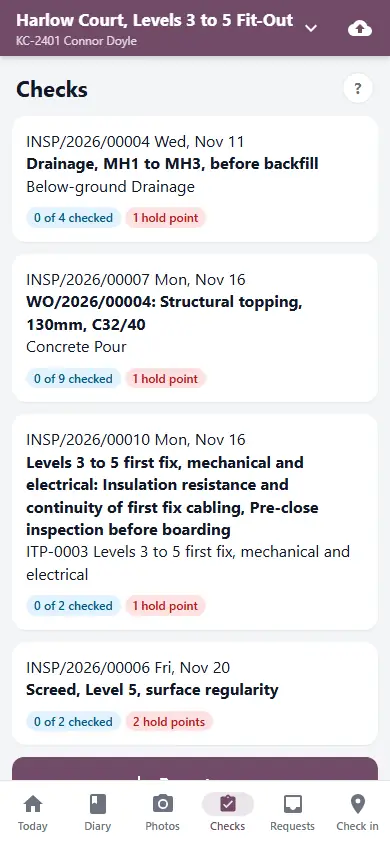 Harlow Court, Levels 3 to 5 Fit-Out
KC-2401 Connor Doyle
Checks
?
INSP/2026/00004 Wed, Nov 11
Drainage, MH1 to MH3, before backfill
Below-ground Drainage
0 of 4 checked 1 hold point
INSP/2026/00007 Mon, Nov 16
WO/2026/00004: Structural topping,
130mm, C32/40
Concrete Pour
0 of 9 checked 1 hold point
INSP/2026/00010 Mon, Nov 16
Levels 3 to 5 first fix, mechanical and
electrical: Insulation resistance and
continuity of first fix cabling, Pre-close
inspection before boarding
ITP-0003 Levels 3 to 5 first fix, mechanical and
electrical
0 of 2 checked 1 hold point
INSP/2026/00006 Fri, Nov 20
Screed, Level 5, surface regularity
0 of 2 checked 2 hold points
Today Diary Photos Checks Requests Check in